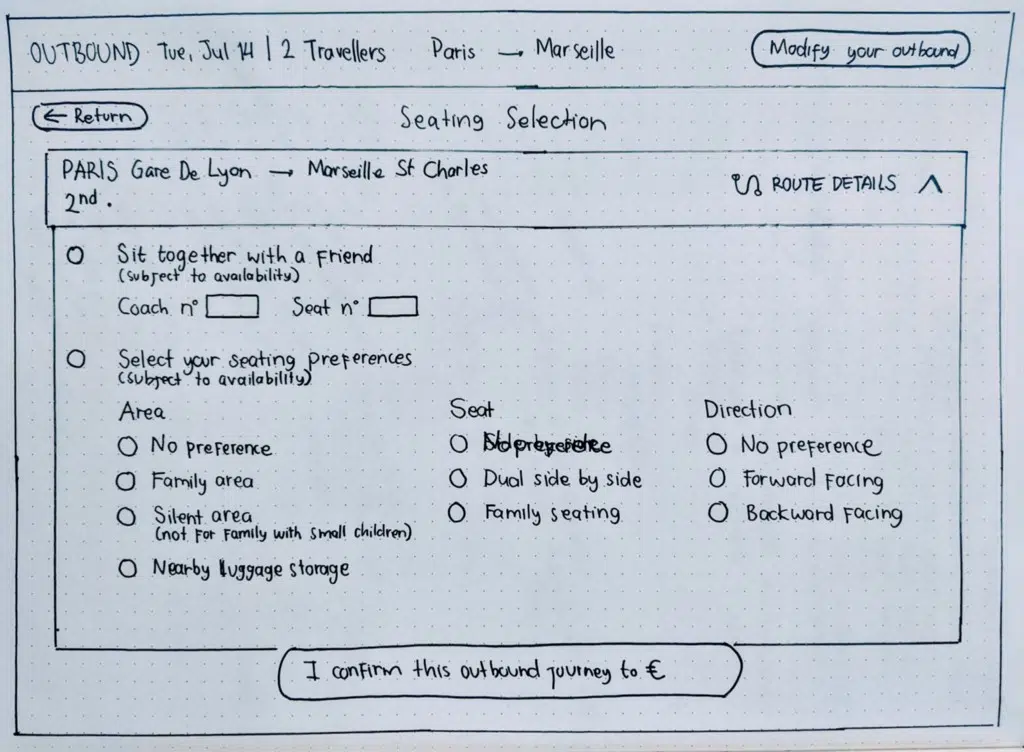 OUTBOUND Tue, Jul 14 | 2 Travellers Paris → Marseille Modify your outbound
← Return
Seating Selection
PARIS Gare De Lyon → Marseille St Charles
2nd.
ROUTE DETAILS
Sit together with a friend
(subject to availability)
Coach n° Seat n°
Select your seating preferences
(subject to availability)
Area Seat Direction
No preference No preference
Family area Dual side by side Forward facing
Silent area Family seating Backward facing
(not for family with small children)
Nearby luggage storage
I confirm this outbound journey to €